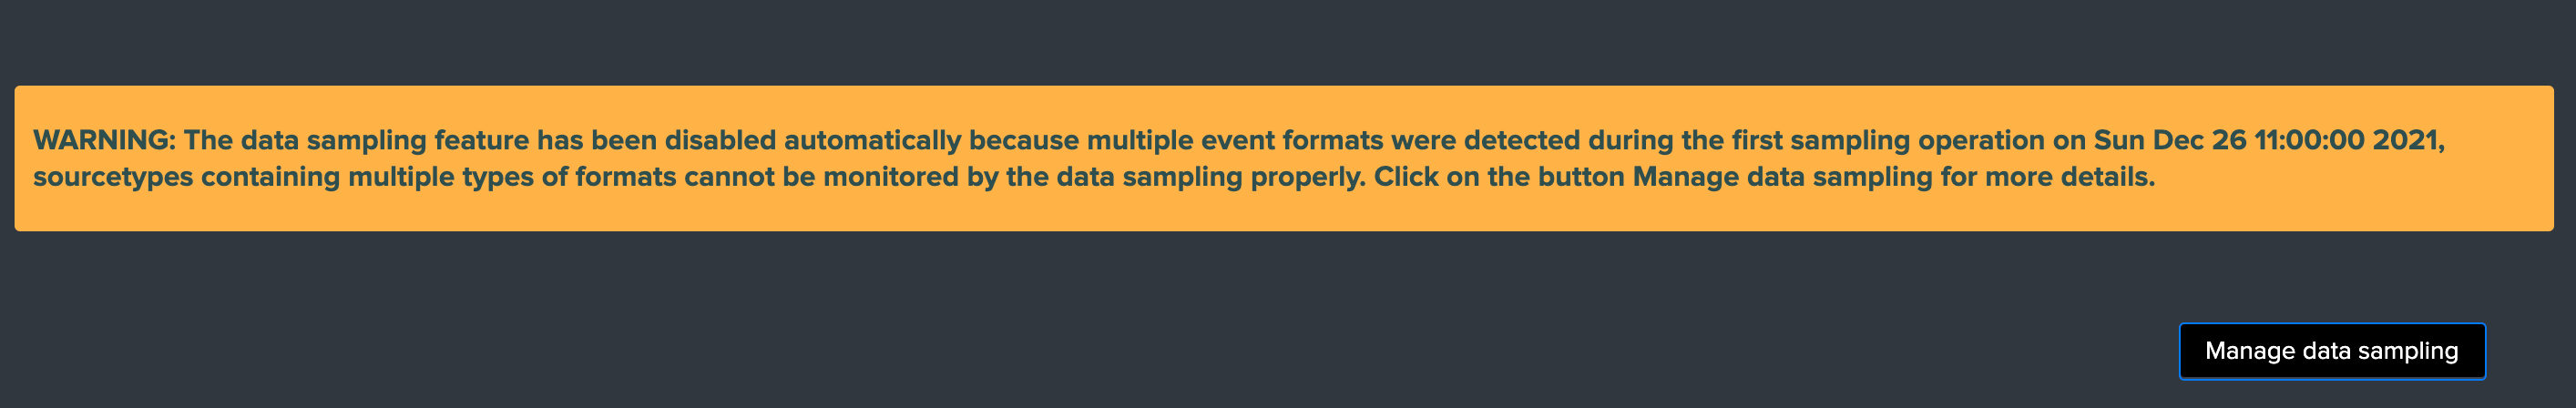 WARNING: The data sampling feature has been disabled automatically because multiple event formats were detected during the first sampling operation on Sun Dec 26 11:00:00 2021,
sourcetypes containing multiple types of formats cannot be monitored by the data sampling properly. Click on the button Manage data sampling for more details.
Manage data sampling